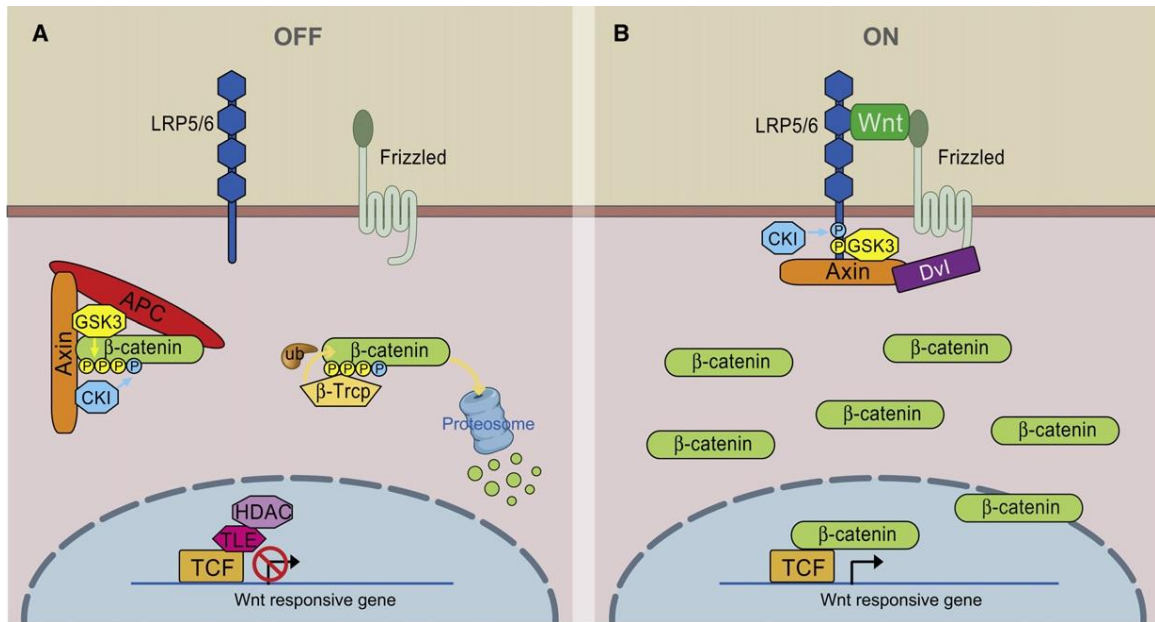 A
OFF
LRP5/6
Frizzled
APC
Axin
GSK3
β-catenin
P P P P
CKI
ub
β-catenin
P P P P
β-Trcp
Proteosome
HDAC
TLE
TCF
Wnt responsive gene
B
ON
LRP5/6
Wnt
Frizzled
CKI
P
P
GSK3
Axin
Dvl
β-catenin
β-catenin
β-catenin
β-catenin
β-catenin
β-catenin
β-catenin
TCF
Wnt responsive gene